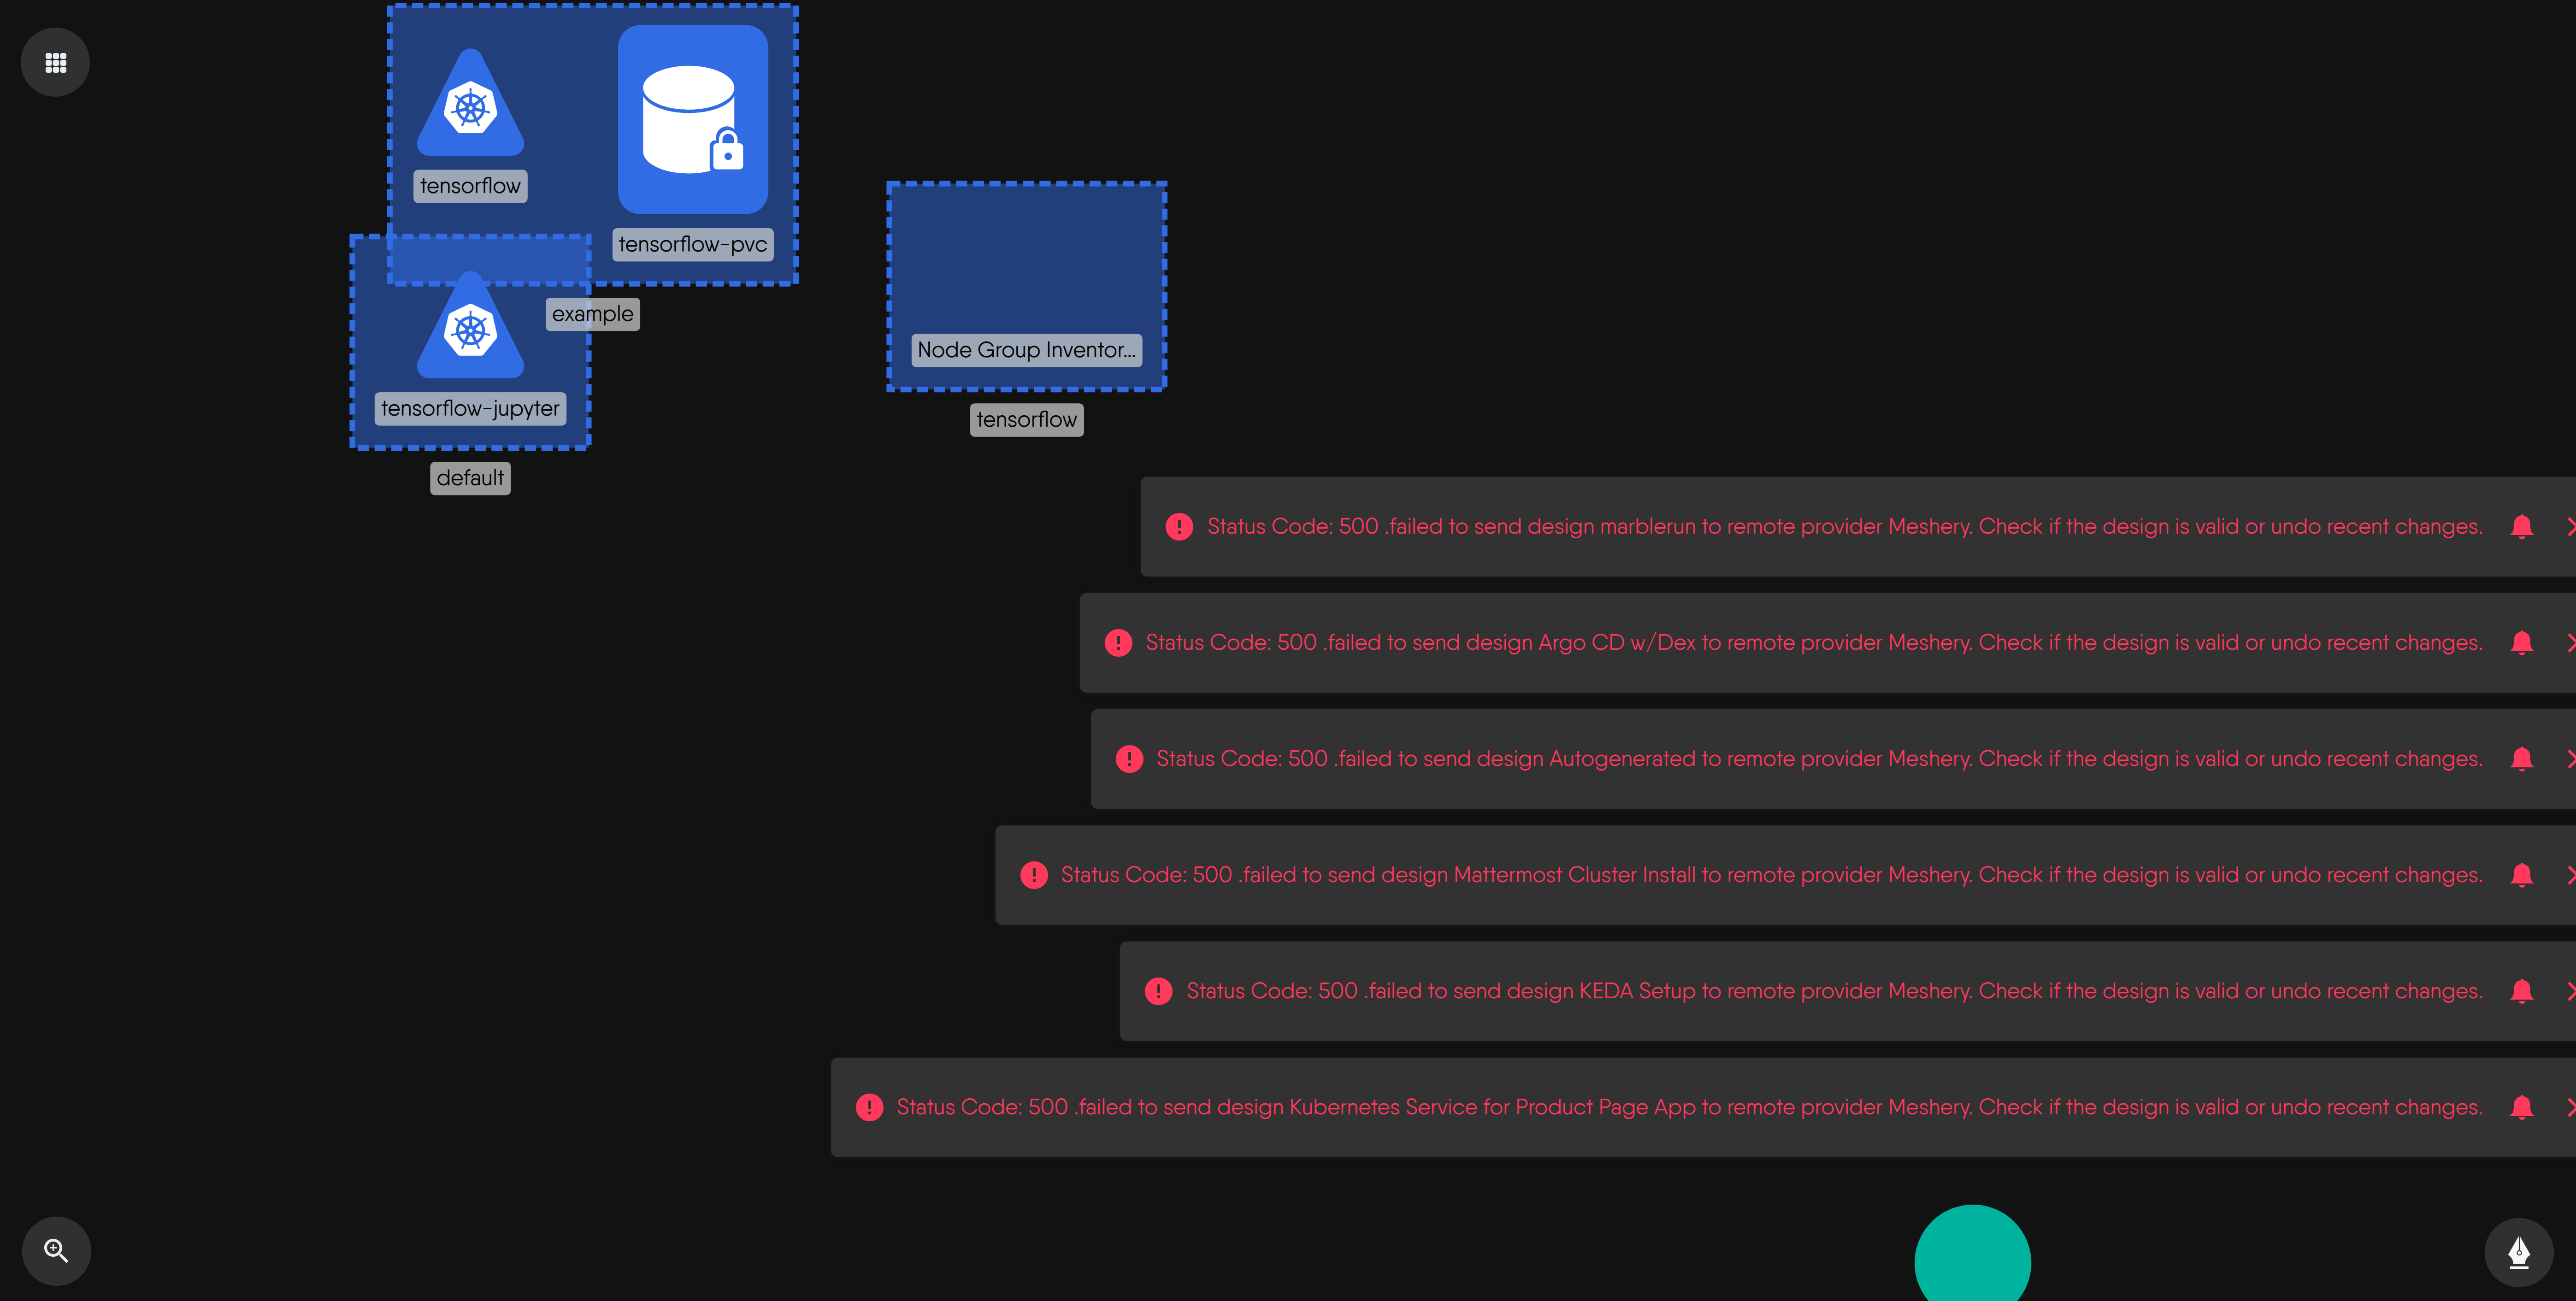 tensorflow
tensorflow-pvc
example
Node Group Inventor...
tensorflow-jupyter
tensorflow
default
Status Code: 500 .failed to send design marblerun to remote provider Meshery. Check if the design is valid or undo recent changes.
Status Code: 500 .failed to send design Argo CD w/Dex to remote provider Meshery. Check if the design is valid or undo recent changes.
Status Code: 500 .failed to send design Autogenerated to remote provider Meshery. Check if the design is valid or undo recent changes.
Status Code: 500 .failed to send design Mattermost Cluster Install to remote provider Meshery. Check if the design is valid or undo recent changes.
Status Code: 500 .failed to send design KEDA Setup to remote provider Meshery. Check if the design is valid or undo recent changes.
Status Code: 500 .failed to send design Kubernetes Service for Product Page App to remote provider Meshery. Check if the design is valid or undo recent changes.